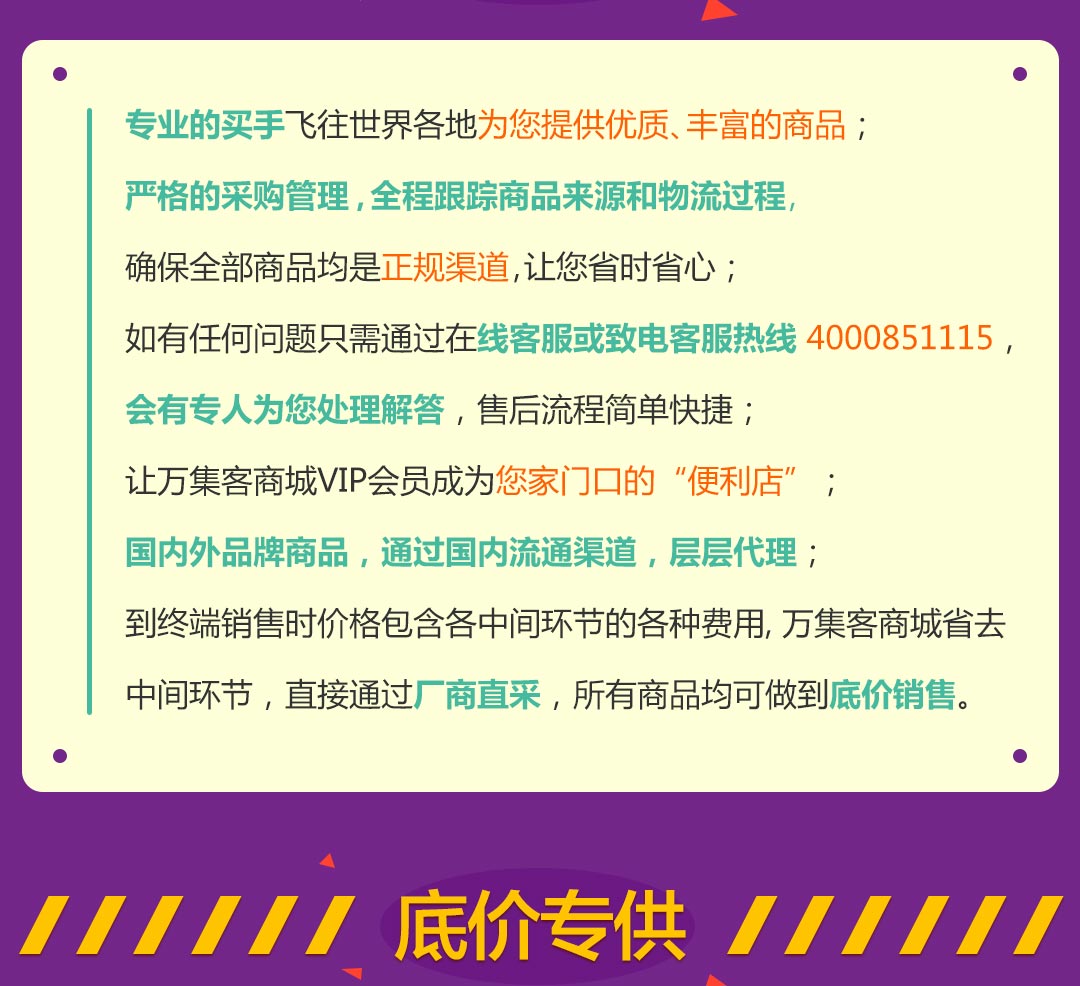 专业的买手飞往世界各地为您提供优质、丰富的商品；
严格的采购管理,全程跟踪商品来源和物流过程,
确保全部商品均是正规渠道,让您省时省心；
如有任何问题只需通过在线客服或致电客服热线 4000851115，
会有专人为您处理解答，售后流程简单快捷；
让万集客商城VIP会员成为您家门口的“便利店”；
国内外品牌商品，通过国内流通渠道，层层代理；
到终端销售时价格包含各中间环节的各种费用, 万集客商城省去
中间环节，直接通过厂商直采，所有商品均可做到底价销售。
底价专供